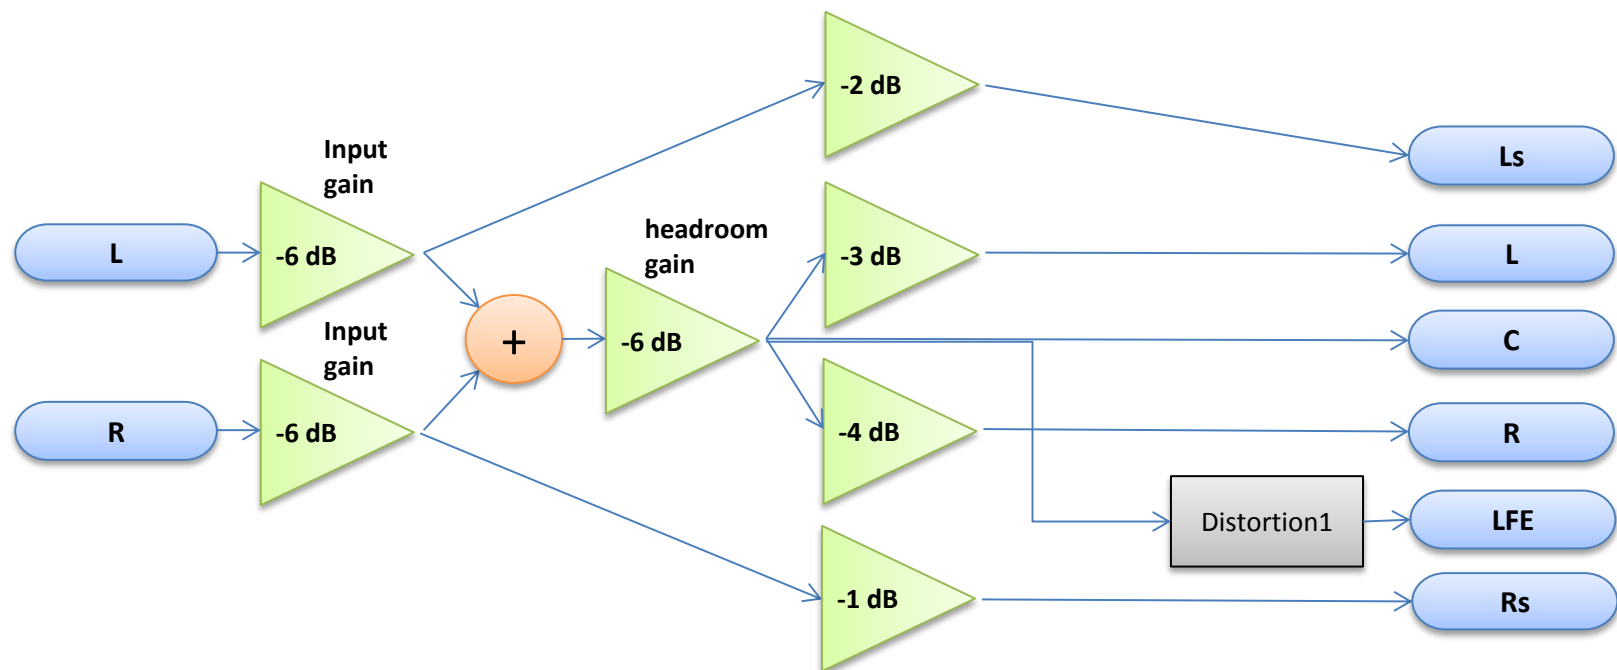 -2 dB
Ls
Input
gain
L
-6 dB
headroom
gain
-3 dB
L
+
-6 dB
C
Input
gain
R
-6 dB
-4 dB
R
Distortion1
LFE
-1 dB
Rs